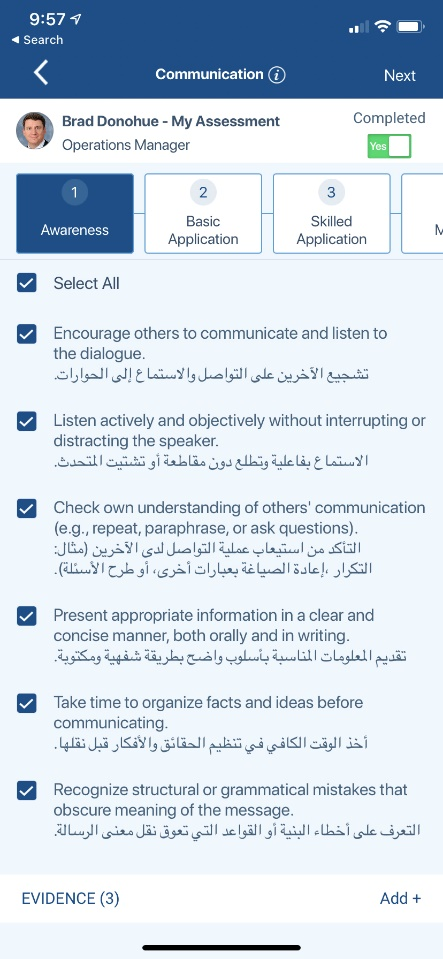 9:57
◀ Search
Communication
Next
Brad Donohue - My Assessment
Completed
Operations Manager
Yes
1
2
3
Awareness
Basic
Application
Skilled
Application
M
Select All
Encourage others to communicate and listen to
the dialogue.
تشجيع الآخرين على التواصل والاستماع إلى الحوارات.
Listen actively and objectively without interrupting or
distracting the speaker.
الاستماع بفاعلية وتطلع دون مقاطعة أو تشتيت المتحدث.
Check own understanding of others' communication
(e.g., repeat, paraphrase, or ask questions).
التأكد من استيعاب عملية التواصل لدى الآخرين (مثال:
التكرار ،إعادة الصياغة بعبارات أخرى، أو طرح الأسئلة).
Present appropriate information in a clear and
concise manner, both orally and in writing.
تقديم المعلومات المناسبة بأسلوب واضح بطريقة شفهية ومكتوبة.
Take time to organize facts and ideas before
communicating.
أخذ الوقت الكافي في تنظيم الحقائق والأفكار قبل نقلها.
Recognize structural or grammatical mistakes that
obscure meaning of the message.
التعرف على أخطاء البنية أو القواعد التي تعوق نقل معنى الرسالة.
EVIDENCE (3)
Add +